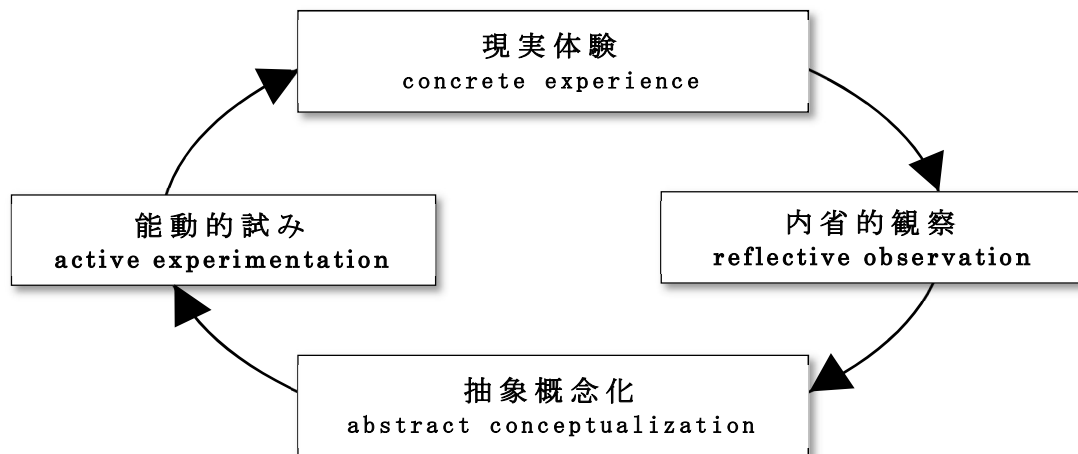 現実体験
concrete experience
能動的試み
active experimentation
内省的観察
reflective observation
抽象概念化
abstract conceptualization